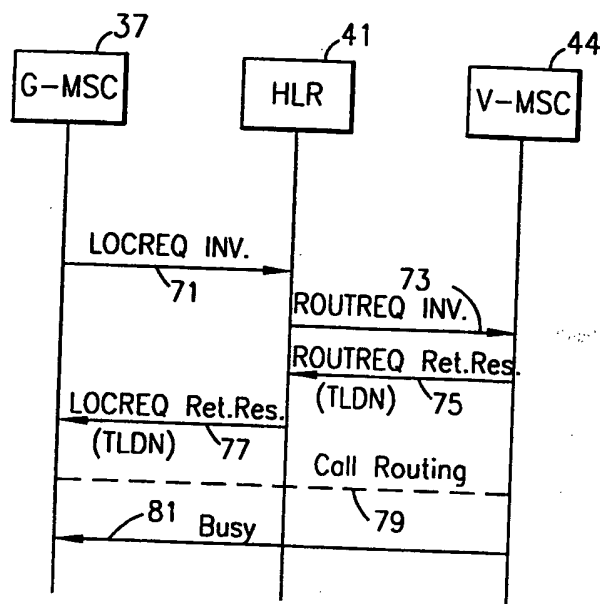 37
41
44
G-MSC
HLR
V-MSC
LOCREQ INV.
71
73
ROUTREQ INV.
ROUTREQ Ret.Res.
(TLDN)
75
LOCREQ Ret.Res.
(TLDN)
77
Call Routing
79
81
Busy